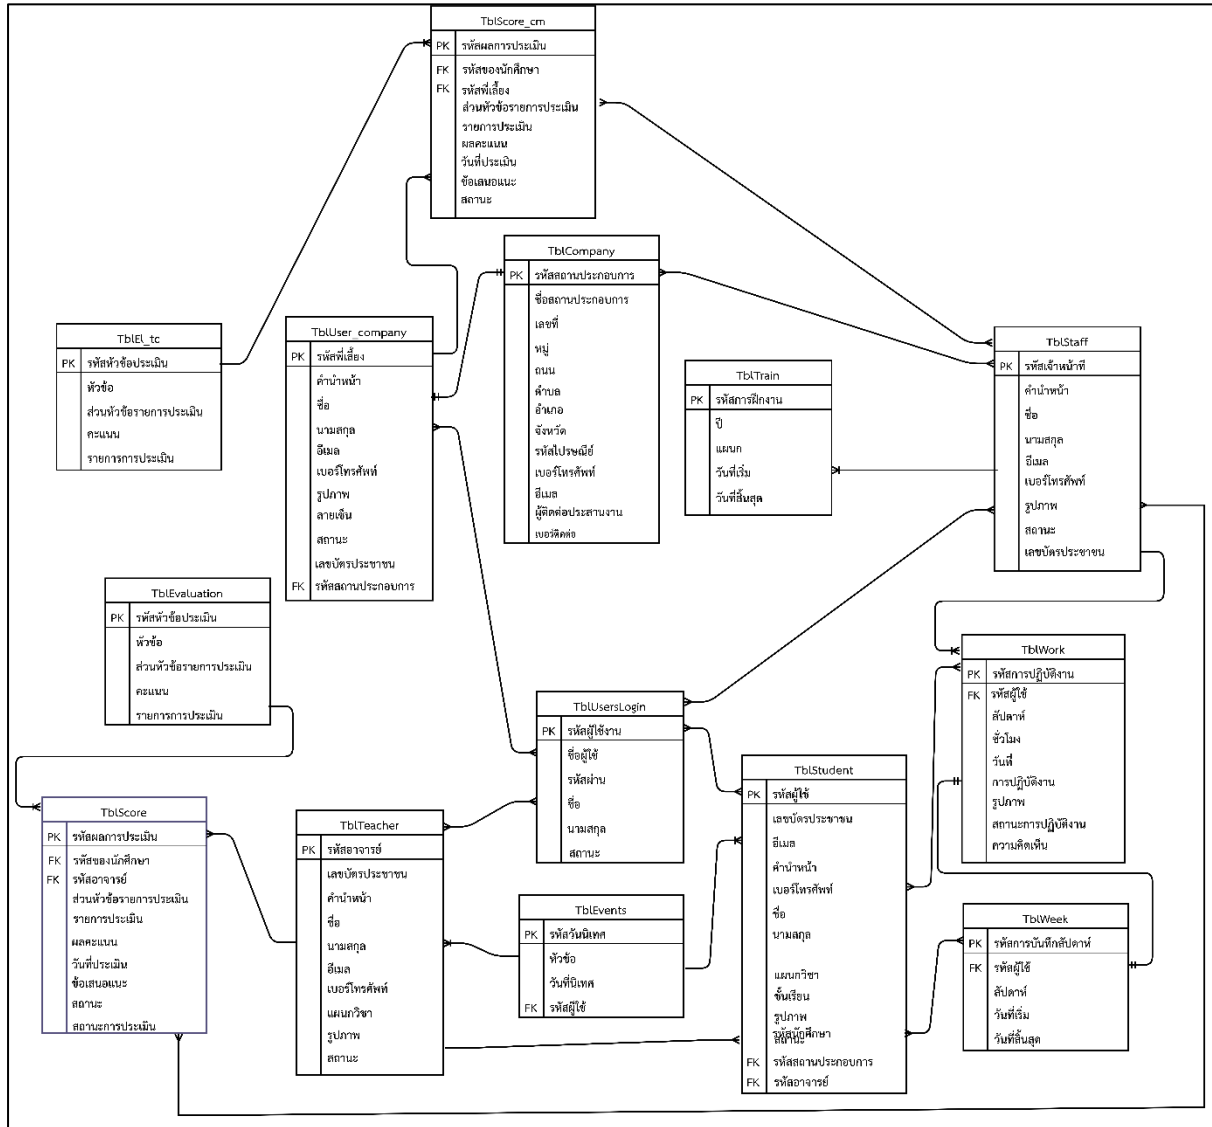 TblScore_cm
PK รหัสผลการประเมิน
FK รหัสของนักศึกษา
FK รหัสพี่เลี้ยง
ส่วนหัวข้อรายการประเมิน
รายการประเมิน
ผลคะแนน
วันที่ประเมิน
ข้อเสนอแนะ
สถานะ
TblCompany
PK รหัสสถานประกอบการ
ชื่อสถานประกอบการ
เลขที่
หมู่
ถนน
ตำบล
อำเภอ
จังหวัด
รหัสไปรษณีย์
เบอร์โทรศัพท์
อีเมล
ผู้ติดต่อประสานงาน
เบอร์ติดต่อ
TblUser_company
PK รหัสพี่เลี้ยง
คำนำหน้า
ชื่อ
นามสกุล
อีเมล
เบอร์โทรศัพท์
รูปภาพ
ลายเซ็น
สถานะ
เลขบัตรประชาชน
FK รหัสสถานประกอบการ
TblEl_tc
PK รหัสหัวข้อประเมิน
หัวข้อ
ส่วนหัวข้อรายการประเมิน
คะแนน
รายการการประเมิน
TblTrain
PK รหัสการฝึกงาน
ปี
แผนก
วันที่เริ่ม
วันที่สิ้นสุด
TblStaff
PK รหัสเจ้าหน้าที่
คำนำหน้า
ชื่อ
นามสกุล
อีเมล
เบอร์โทรศัพท์
รูปภาพ
สถานะ
เลขบัตรประชาชน
TblEvaluation
PK รหัสหัวข้อประเมิน
หัวข้อ
ส่วนหัวข้อรายการประเมิน
คะแนน
รายการการประเมิน
TblWork
PK รหัสการปฏิบัติงาน
FK รหัสผู้ใช้
สัปดาห์
ชั่วโมง
วันที่
การปฏิบัติงาน
รูปภาพ
สถานะการปฏิบัติงาน
ความคิดเห็น
TblUsersLogin
PK รหัสผู้ใช้งาน
ชื่อผู้ใช้
รหัสผ่าน
ชื่อ
นามสกุล
สถานะ
TblStudent
PK รหัสผู้ใช้
เลขบัตรประชาชน
อีเมล
คำนำหน้า
เบอร์โทรศัพท์
ชื่อ
นามสกุล
แผนกวิชา
ชั้นเรียน
รูปภาพ
รหัสนักศึกษา
สถานะ
FK รหัสสถานประกอบการ
FK รหัสอาจารย์
TblScore
PK รหัสผลการประเมิน
FK รหัสของนักศึกษา
FK รหัสอาจารย์
ส่วนหัวข้อรายการประเมิน
รายการประเมิน
ผลคะแนน
วันที่ประเมิน
ข้อเสนอแนะ
สถานะ
สถานะการประเมิน
TblTeacher
PK รหัสอาจารย์
เลขบัตรประชาชน
คำนำหน้า
ชื่อ
นามสกุล
อีเมล
เบอร์โทรศัพท์
แผนกวิชา
รูปภาพ
สถานะ
TblEvents
PK รหัสวันนิเทศ
หัวข้อ
วันที่นิเทศ
FK รหัสผู้ใช้
TblWeek
PK รหัสการบันทึกสัปดาห์
FK รหัสผู้ใช้
สัปดาห์
วันที่เริ่ม
วันที่สิ้นสุด